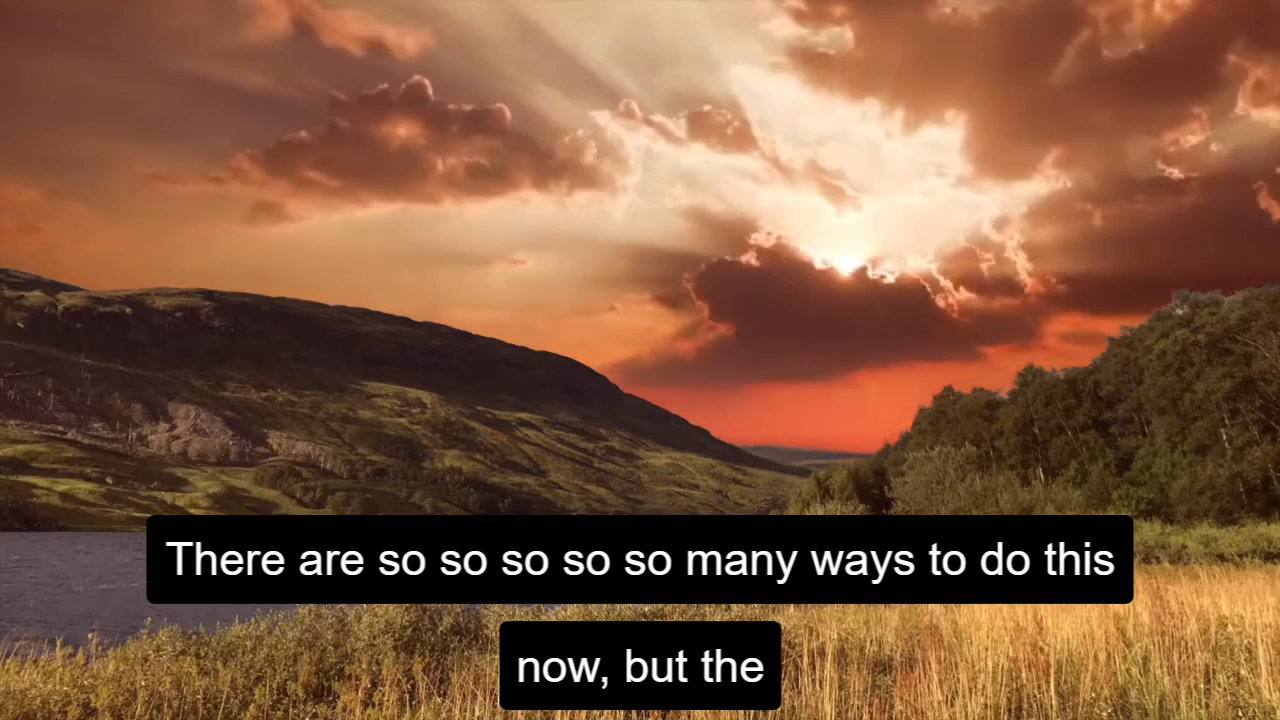 There are so so so so so many ways to do this
now, but the